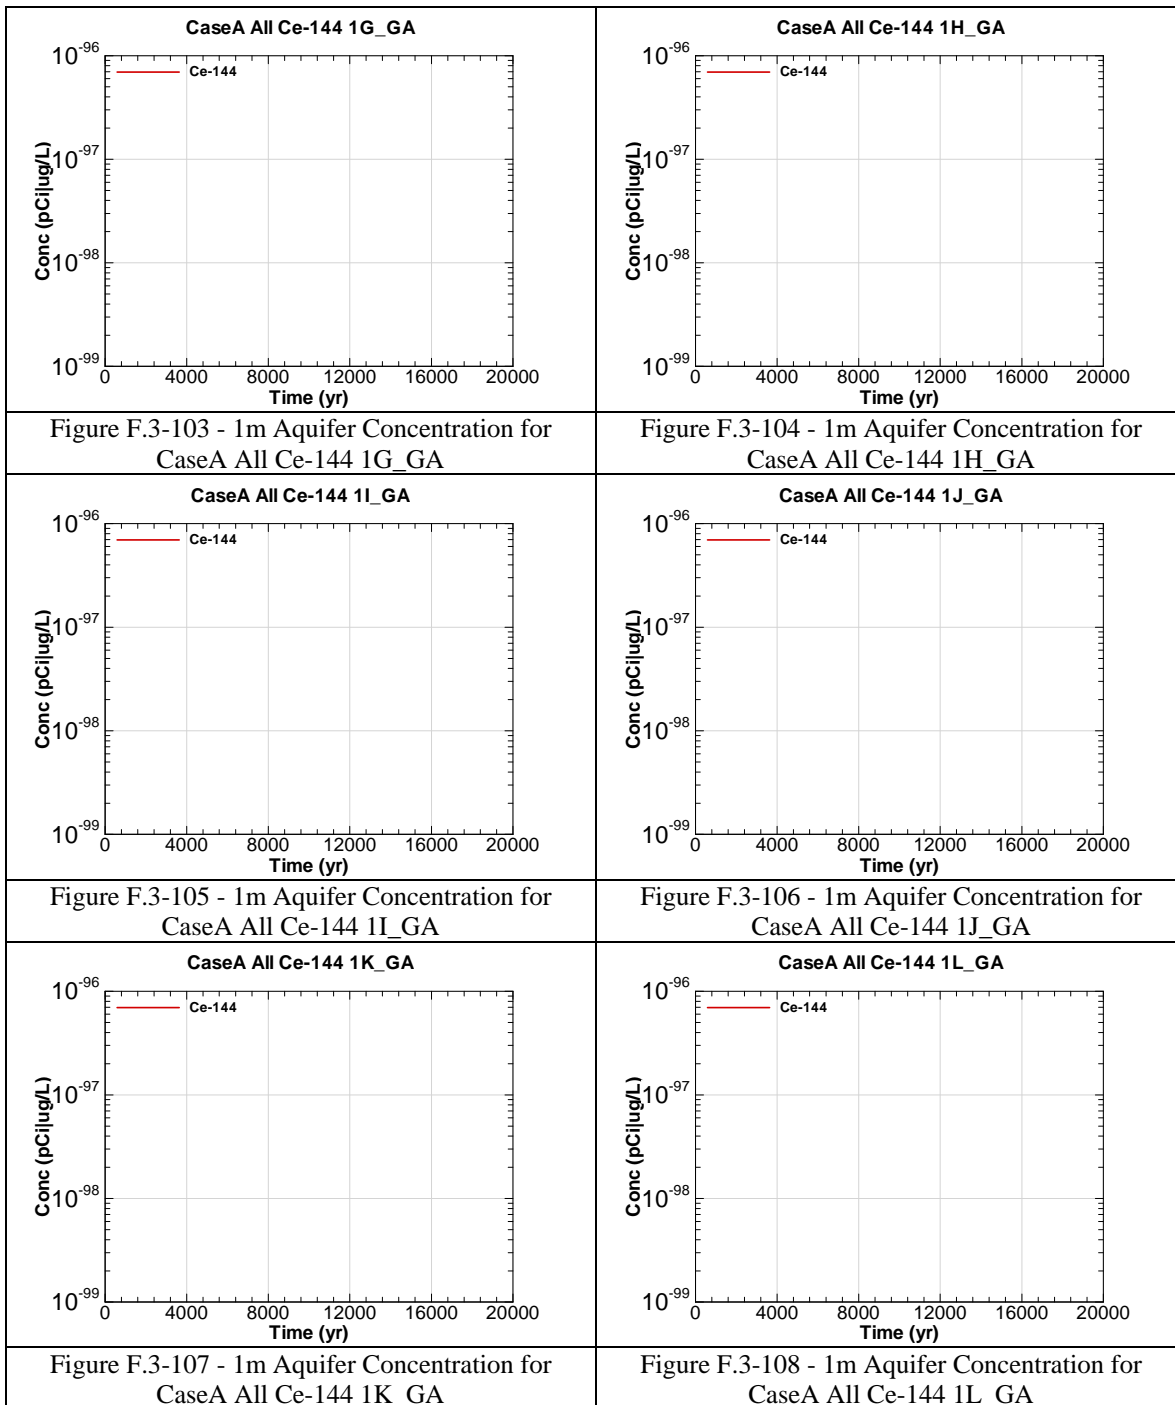 CaseA All Ce-144 1G_GA
Ce-144
10^-96
10^-97
10^-98
10^-99
Conc (pCi|ug/L)
0 4000 8000 12000 16000 20000
Time (yr)
Figure F.3-103 - 1m Aquifer Concentration for
CaseA All Ce-144 1G_GA
CaseA All Ce-144 1H_GA
Ce-144
10^-96
10^-97
10^-98
10^-99
Conc (pCi|ug/L)
0 4000 8000 12000 16000 20000
Time (yr)
Figure F.3-104 - 1m Aquifer Concentration for
CaseA All Ce-144 1H_GA
CaseA All Ce-144 1I_GA
Ce-144
10^-96
10^-97
10^-98
10^-99
Conc (pCi|ug/L)
0 4000 8000 12000 16000 20000
Time (yr)
Figure F.3-105 - 1m Aquifer Concentration for
CaseA All Ce-144 1I_GA
CaseA All Ce-144 1J_GA
Ce-144
10^-96
10^-97
10^-98
10^-99
Conc (pCi|ug/L)
0 4000 8000 12000 16000 20000
Time (yr)
Figure F.3-106 - 1m Aquifer Concentration for
CaseA All Ce-144 1J_GA
CaseA All Ce-144 1K_GA
Ce-144
10^-96
10^-97
10^-98
10^-99
Conc (pCi|ug/L)
0 4000 8000 12000 16000 20000
Time (yr)
Figure F.3-107 - 1m Aquifer Concentration for
CaseA All Ce-144 1K_GA
CaseA All Ce-144 1L_GA
Ce-144
10^-96
10^-97
10^-98
10^-99
Conc (pCi|ug/L)
0 4000 8000 12000 16000 20000
Time (yr)
Figure F.3-108 - 1m Aquifer Concentration for
CaseA All Ce-144 1L_GA